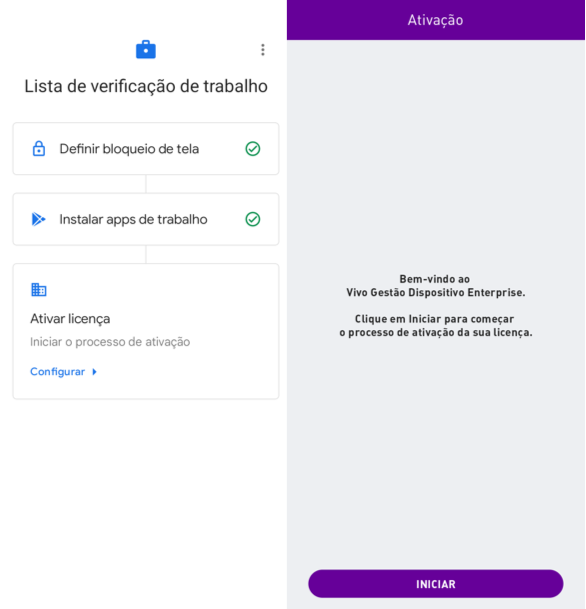 Lista de verificação de trabalho
Definir bloqueio de tela
Instalar apps de trabalho
Ativar licença
Iniciar o processo de ativação
Configurar
Ativação
Bem-vindo ao
Vivo Gestão Dispositivo Enterprise.
Clique em Iniciar para começar
o processo de ativação da sua licença.
INICIAR